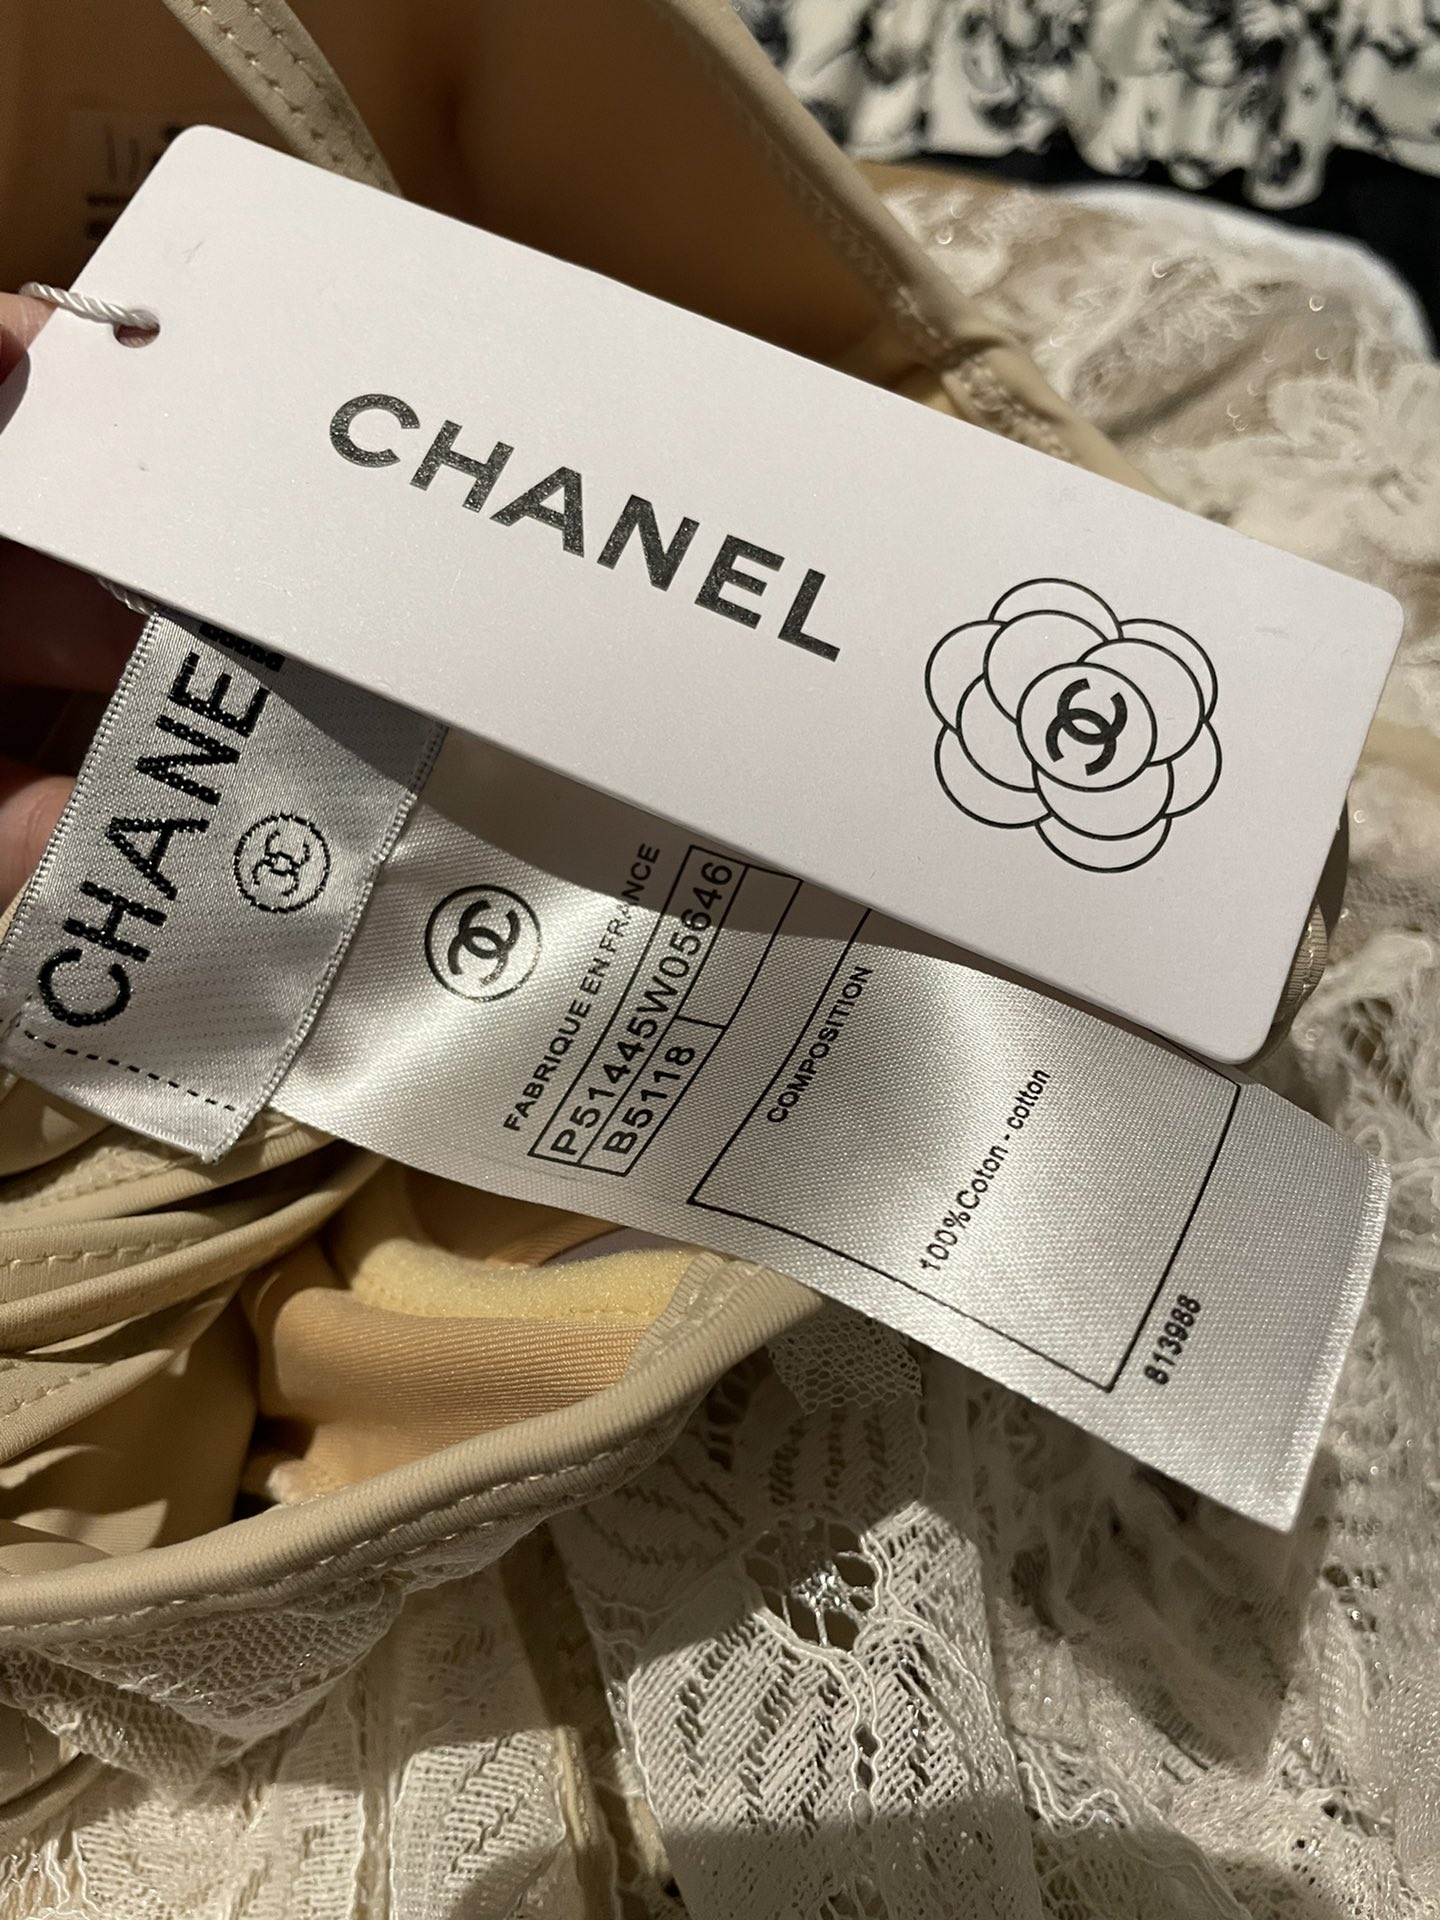 CHANEL
CHANEL
FABRIQUE EN FRANCE
P51445W05646
B5118
COMPOSITION
100%Coton - cotton
813988